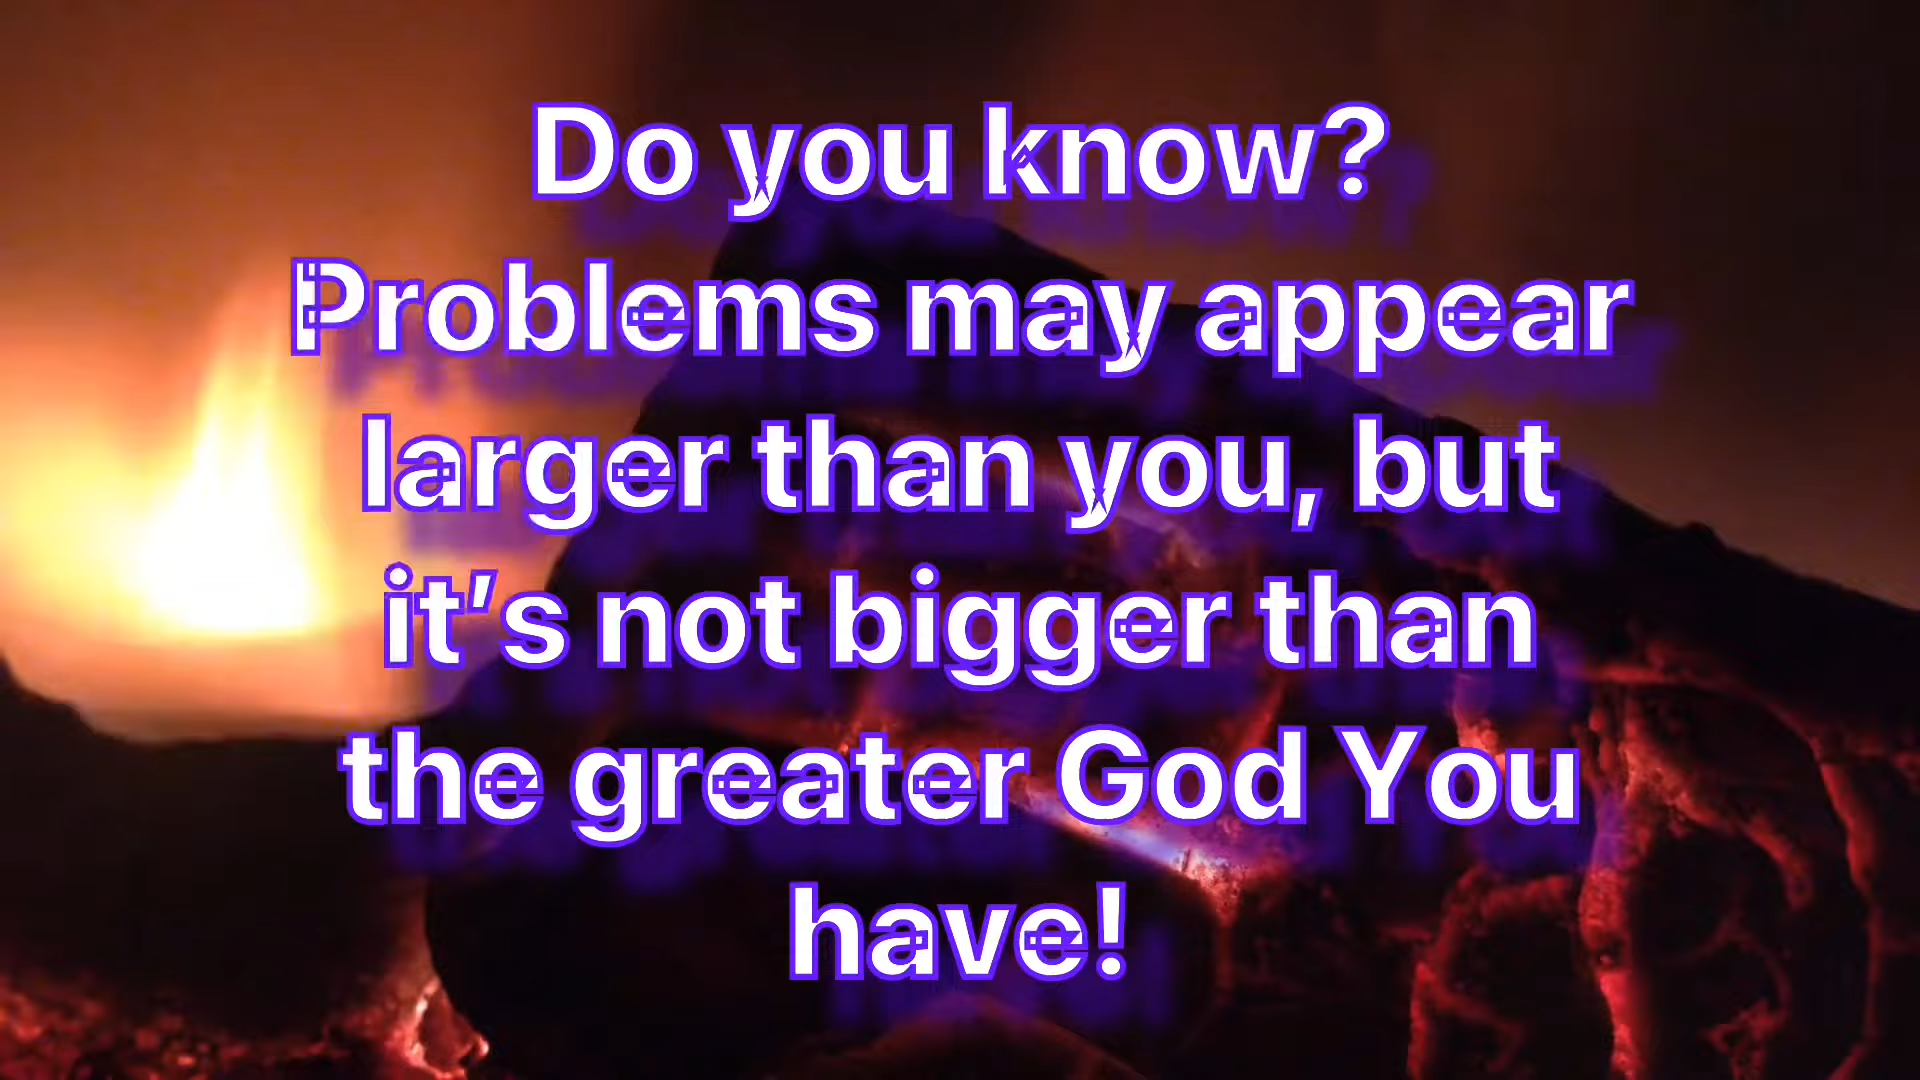 Do you know?
Problems may appear
larger than you, but
it’s not bigger than
the greater God You
have!